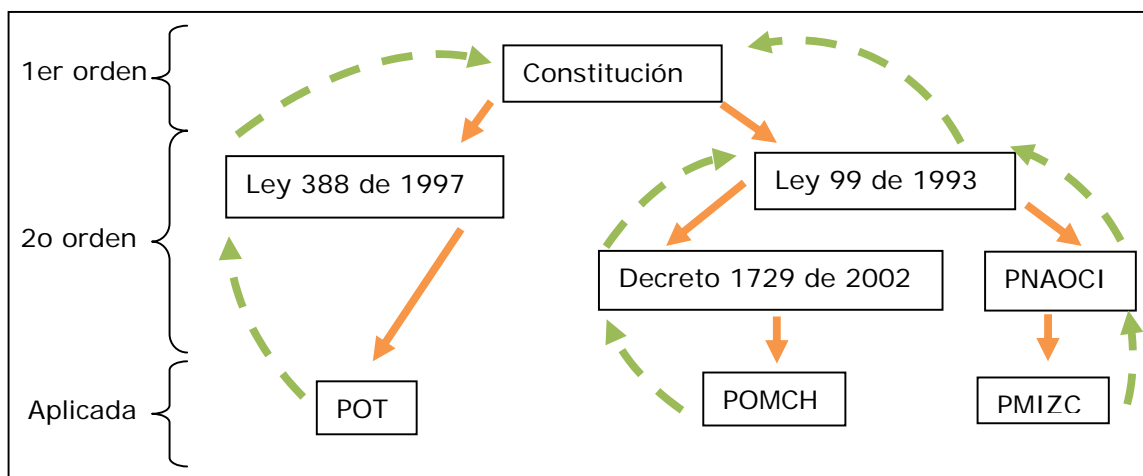 1er orden
Constitución
Ley 388 de 1997
Ley 99 de 1993
2o orden
Decreto 1729 de 2002
PNAOCI
Aplicada
POT
POMCH
PMIZC